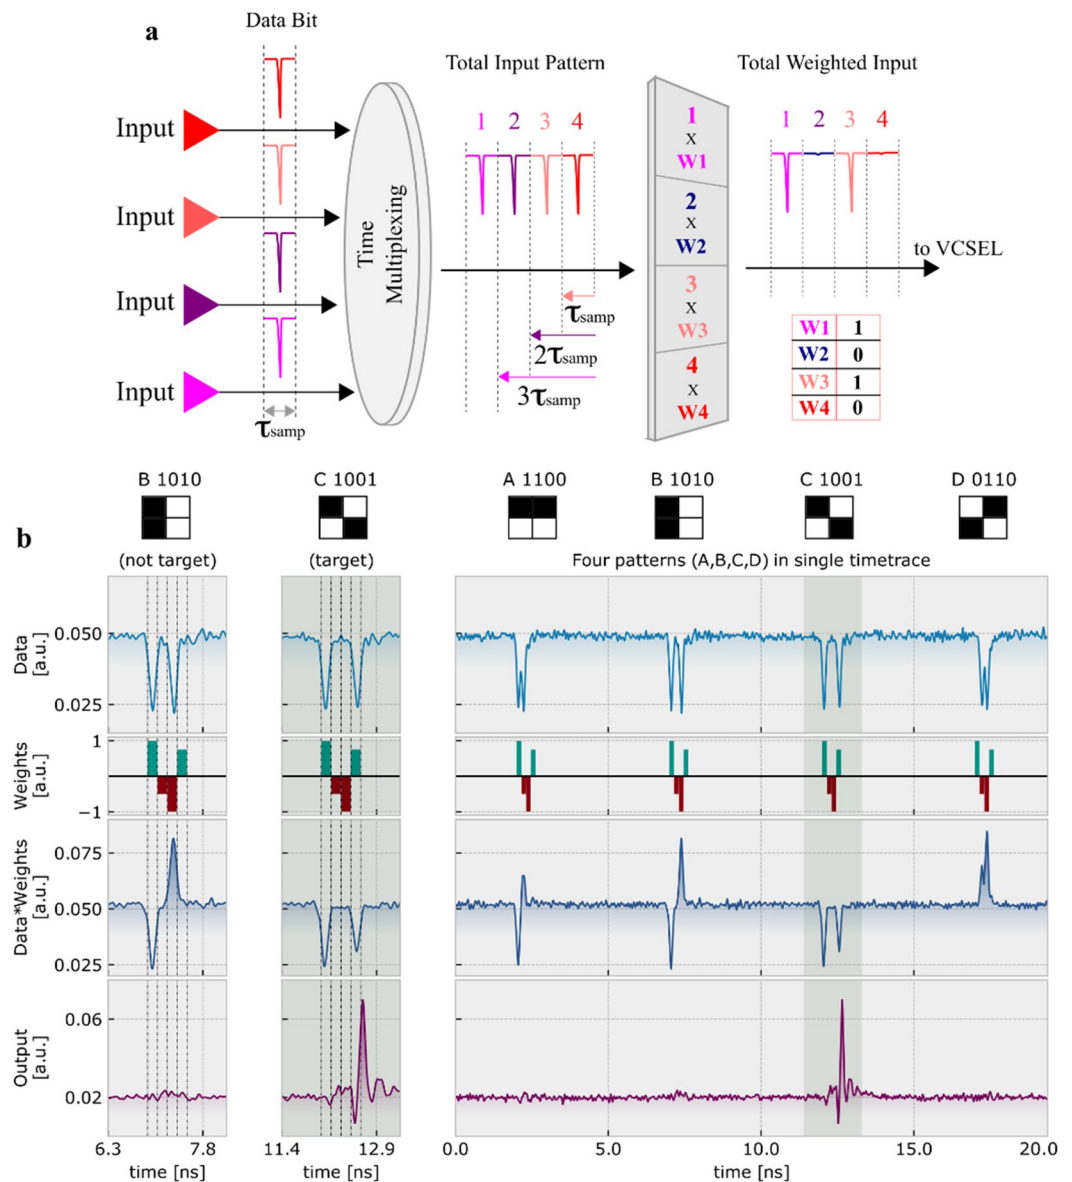 a
Data Bit
Input
Input
Input
Input
τsamp
Time
Multiplexing
Total Input Pattern
1 2 3 4
τsamp
2τsamp
3τsamp
1
x
W1
2
x
W2
3
x
W3
4
x
W4
Total Weighted Input
1 2 3 4
to VCSEL
W1 1
W2 0
W3 1
W4 0
b
B 1010
(not target)
C 1001
(target)
A 1100 B 1010 C 1001 D 0110
Four patterns (A,B,C,D) in single timetrace
Data
[a.u.]
0.050
0.025
Weights
[a.u.]
1
−1
Data*Weights
[a.u.]
0.075
0.050
0.025
Output
[a.u.]
0.06
0.02
6.3 7.8
time [ns]
11.4 12.9
time [ns]
0.0 5.0 10.0 15.0 20.0
time [ns]